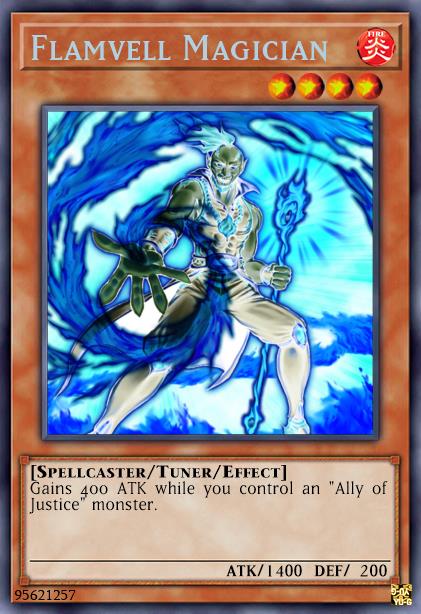 Flamvell Magician
FIRE
炎
[Spellcaster/Tuner/Effect]
Gains 400 ATK while you control an "Ally of
Justice" monster.
ATK/1400 DEF/ 200
95621257